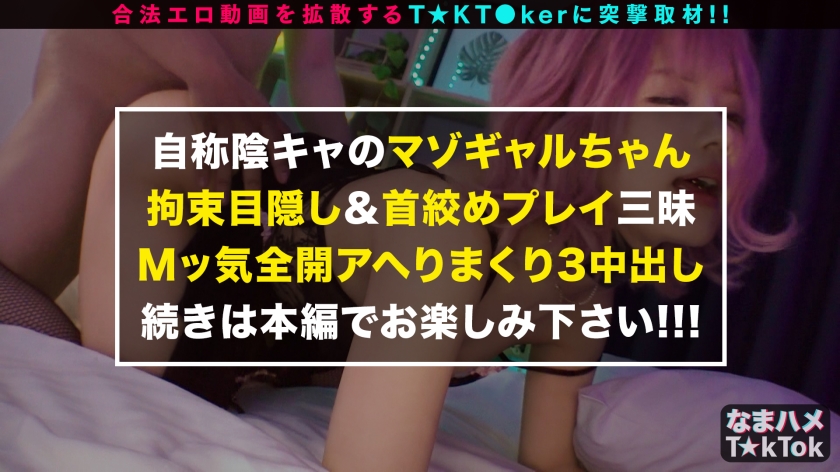 合法エロ動画を拡散するT★KT●kerに突撃取材!!
自称陰キャのマゾギャルちゃん
拘束目隠し&首絞めプレイ三昧
Mッ気全開アヘりまくり3中出し
続きは本編でお楽しみ下さい!!!
なまハメ
T★kTok